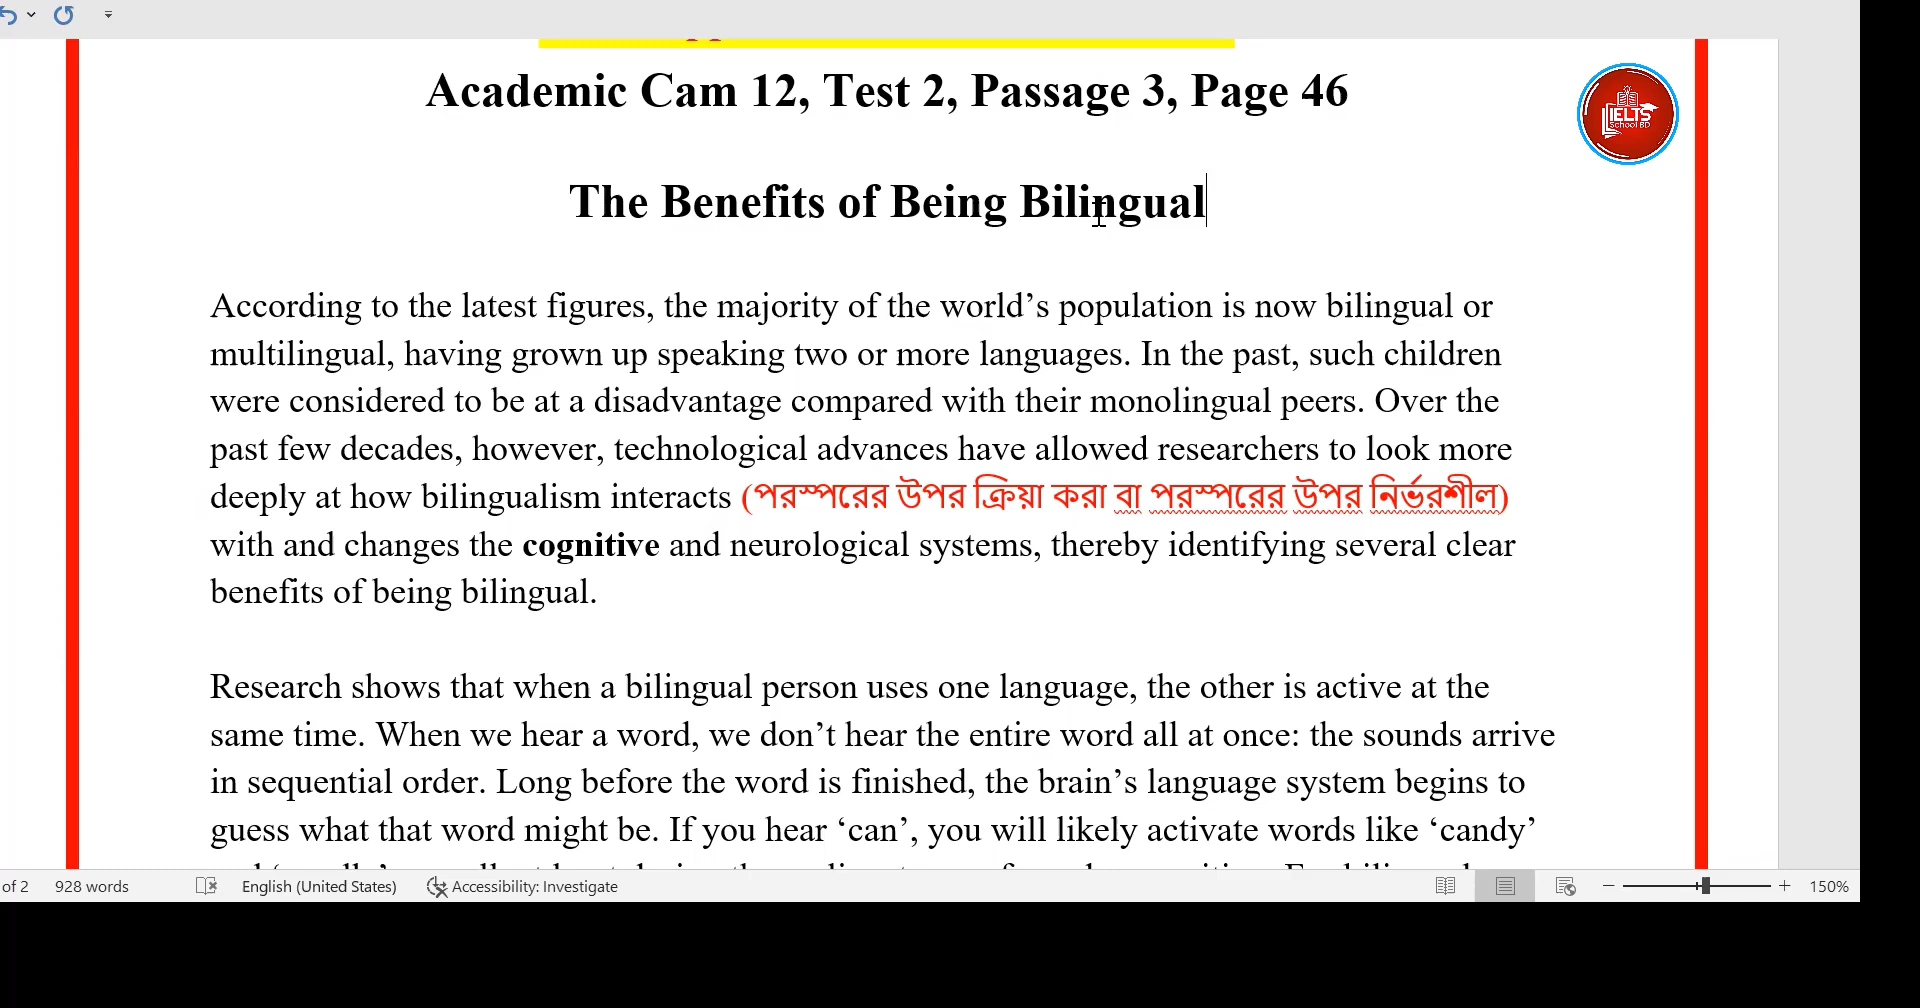 Academic Cam 12, Test 2, Passage 3, Page 46
IELTS
School BD
The Benefits of Being Bilingual
According to the latest figures, the majority of the world’s population is now bilingual or
multilingual, having grown up speaking two or more languages. In the past, such children
were considered to be at a disadvantage compared with their monolingual peers. Over the
past few decades, however, technological advances have allowed researchers to look more
deeply at how bilingualism interacts (পরস্পরের উপর ক্রিয়া করা বা পরস্পরের উপর নির্ভরশীল)
with and changes the cognitive and neurological systems, thereby identifying several clear
benefits of being bilingual.
Research shows that when a bilingual person uses one language, the other is active at the
same time. When we hear a word, we don’t hear the entire word all at once: the sounds arrive
in sequential order. Long before the word is finished, the brain’s language system begins to
guess what that word might be. If you hear ‘can’, you will likely activate words like ‘candy’
of 2 928 words English (United States) Accessibility: Investigate 150%